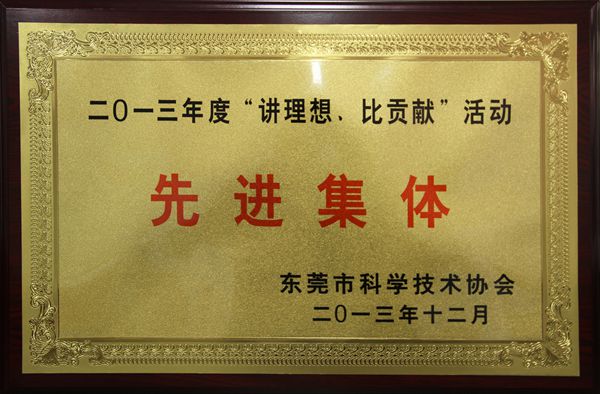 二〇一三年度“讲理想、比贡献”活动
先进集体
东莞市科学技术协会
二〇一三年十二月